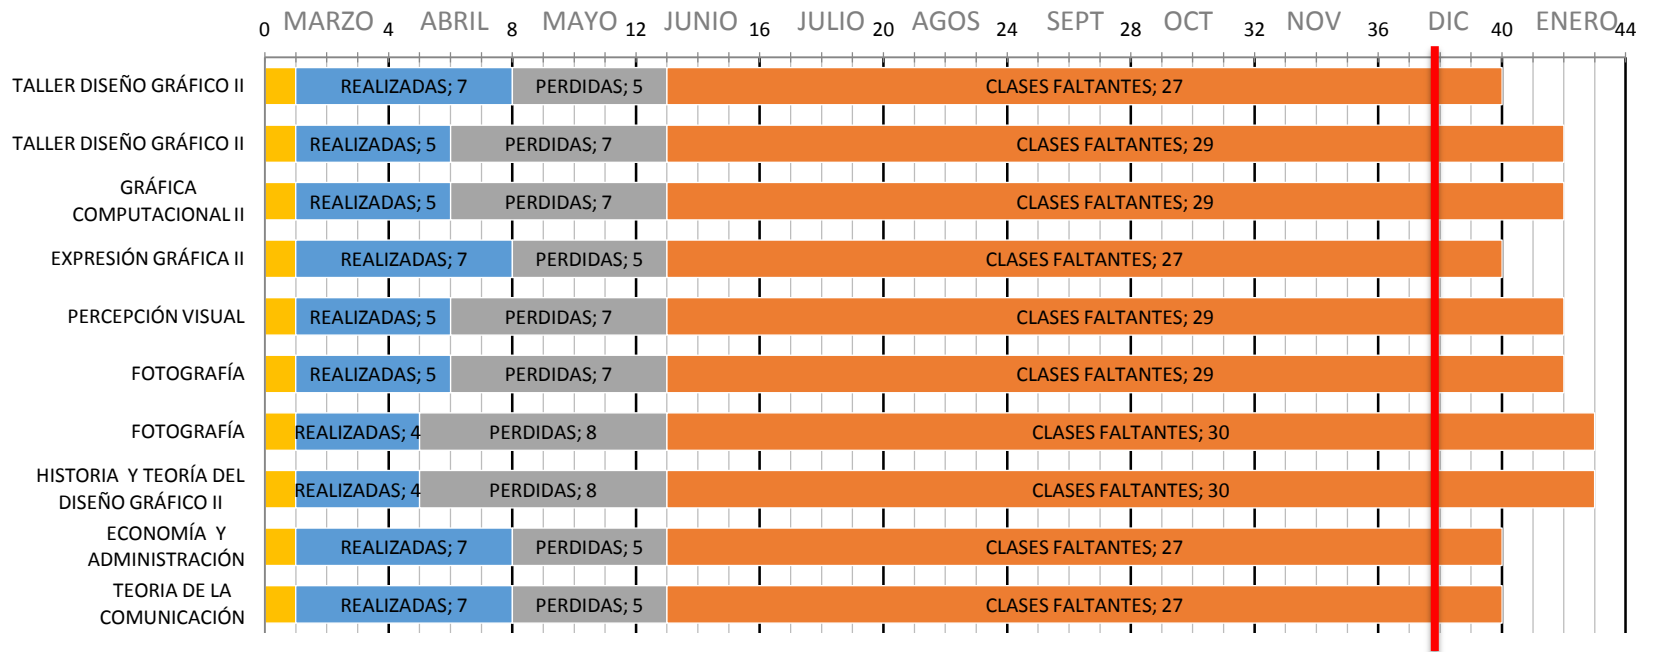 MARZO ABRIL MAYO JUNIO JULIO AGOS SEPT OCT NOV DIC ENERO
0 4 8 12 16 20 24 28 32 36 40 44
TALLER DISEÑO GRÁFICO II REALIZADAS; 7 PERDIDAS; 5 CLASES FALTANTES; 27
TALLER DISEÑO GRÁFICO II REALIZADAS; 5 PERDIDAS; 7 CLASES FALTANTES; 29
GRÁFICA
COMPUTACIONAL II REALIZADAS; 5 PERDIDAS; 7 CLASES FALTANTES; 29
EXPRESIÓN GRÁFICA II REALIZADAS; 7 PERDIDAS; 5 CLASES FALTANTES; 27
PERCEPCIÓN VISUAL REALIZADAS; 5 PERDIDAS; 7 CLASES FALTANTES; 29
FOTOGRAFÍA REALIZADAS; 5 PERDIDAS; 7 CLASES FALTANTES; 29
FOTOGRAFÍA REALIZADAS; 4 PERDIDAS; 8 CLASES FALTANTES; 30
HISTORIA Y TEORÍA DEL
DISEÑO GRÁFICO II REALIZADAS; 4 PERDIDAS; 8 CLASES FALTANTES; 30
ECONOMÍA Y
ADMINISTRACIÓN REALIZADAS; 7 PERDIDAS; 5 CLASES FALTANTES; 27
TEORIA DE LA
COMUNICACIÓN REALIZADAS; 7 PERDIDAS; 5 CLASES FALTANTES; 27